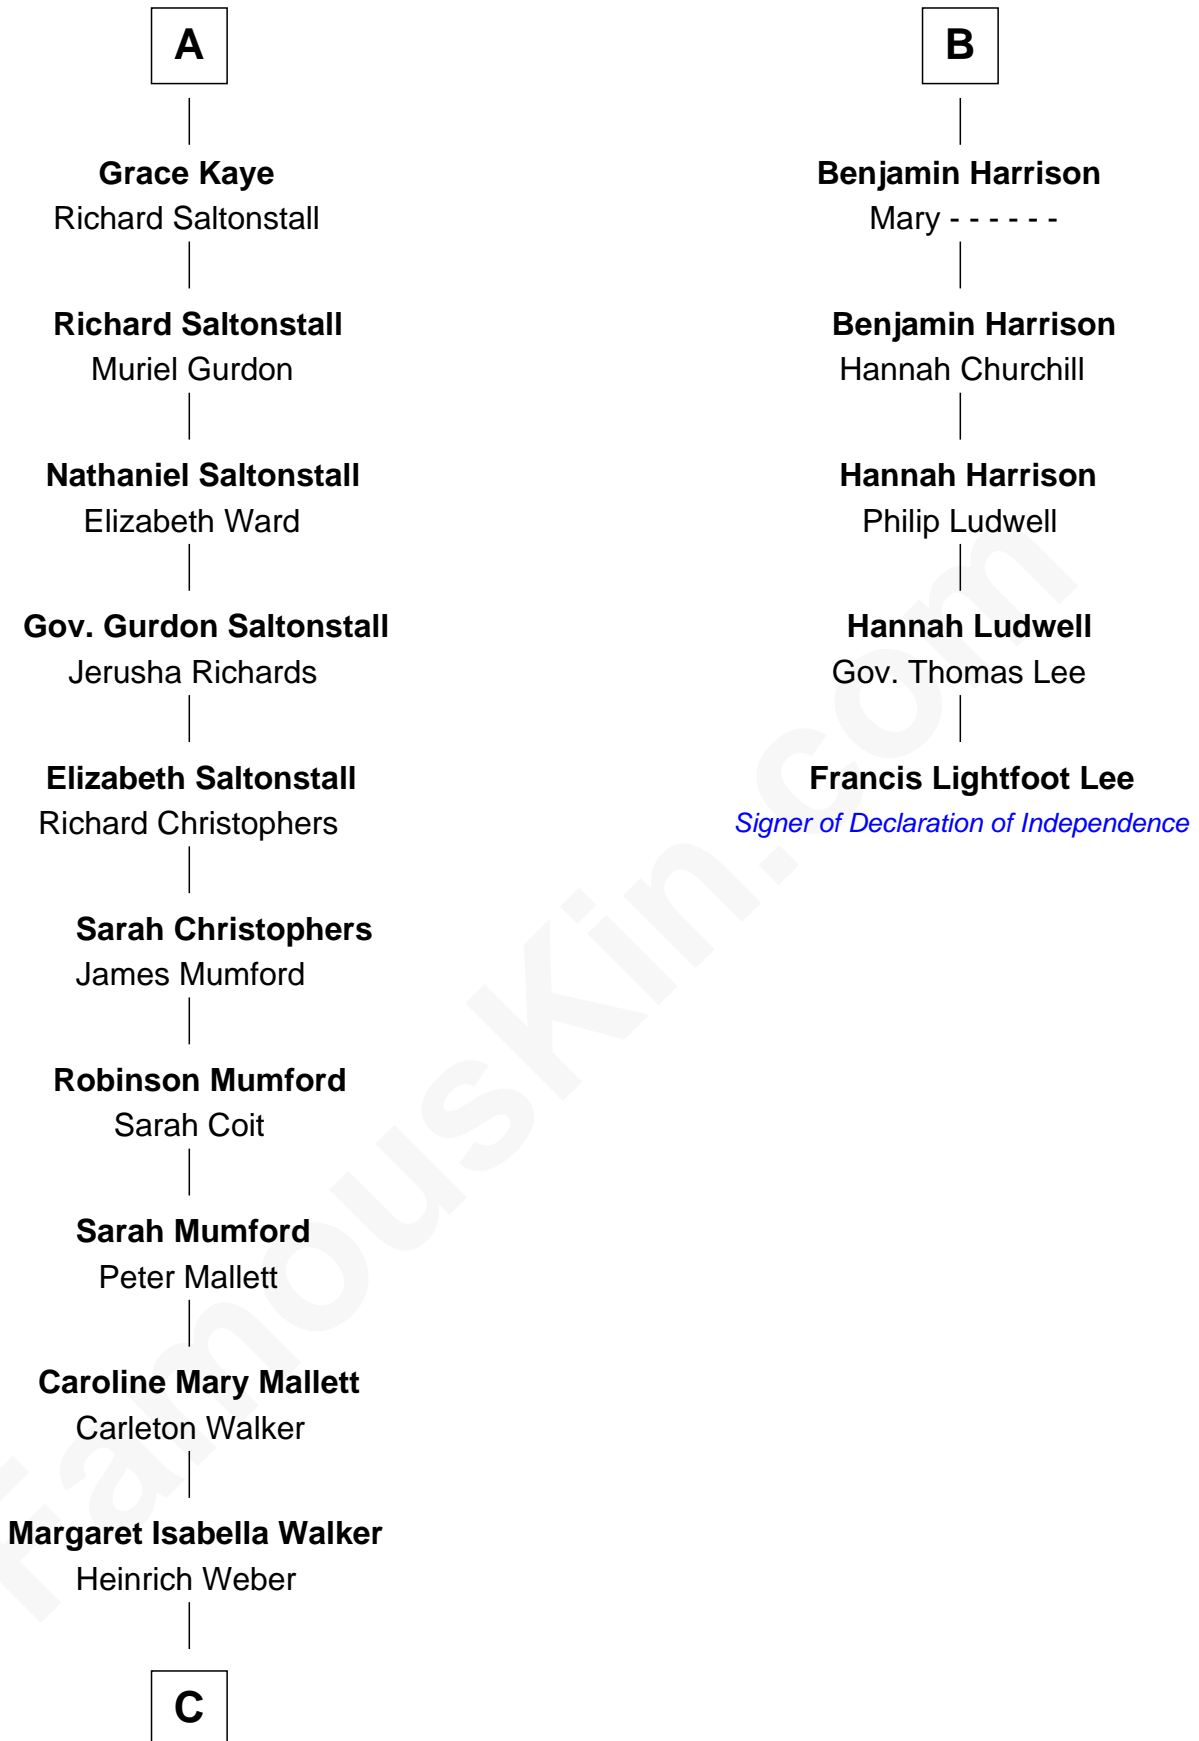 A
Grace Kaye
Richard Saltonstall
Richard Saltonstall
Muriel Gurdon
Nathaniel Saltonstall
Elizabeth Ward
Gov. Gurdon Saltonstall
Jerusha Richards
Elizabeth Saltonstall
Richard Christophers
Sarah Christophers
James Mumford
Robinson Mumford
Sarah Coit
Sarah Mumford
Peter Mallett
Caroline Mary Mallett
Carleton Walker
Margaret Isabella Walker
Heinrich Weber
C
B
Benjamin Harrison
Mary - - - - - -
Benjamin Harrison
Hannah Churchill
Hannah Harrison
Philip Ludwell
Hannah Ludwell
Gov. Thomas Lee
Francis Lightfoot Lee
Signer of Declaration of Independence
FamousKin.com